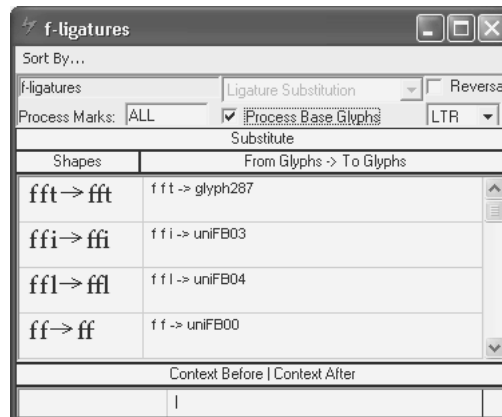 f-ligatures
Sort By...
f-ligatures Ligature Substitution Reversa
Process Marks: ALL Process Base Glyphs LTR
Substitute
Shapes From Glyphs -> To Glyphs
fft→fft f f t -> glyph287
ffi→ffi f f i -> uniFB03
ffl→ffl f f l -> uniFB04
ff→ff f f -> uniFB00
Context Before | Context After
|